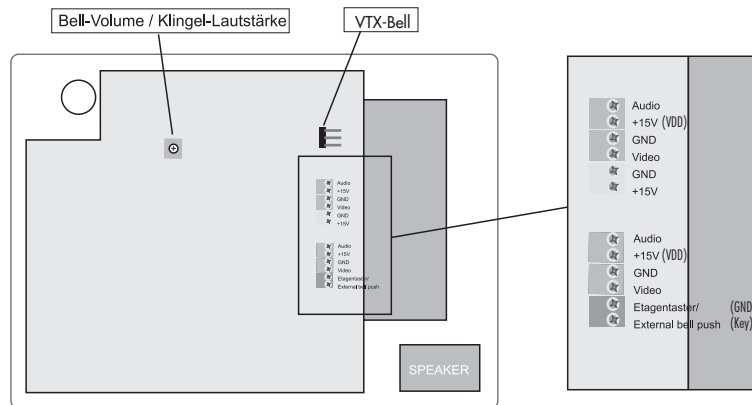 Bell-Volume / Klingel-Lautstärke
VTX-Bell
Audio
+15V
GND
Video
GND
+15V
Audio
+15V
GND
Video
Etagentaster/
External bell push
SPEAKER
Audio
+15V (VDD)
GND
Video
GND
+15V
Audio
+15V (VDD)
GND
Video
Etagentaster/ (GND
External bell push (Key)